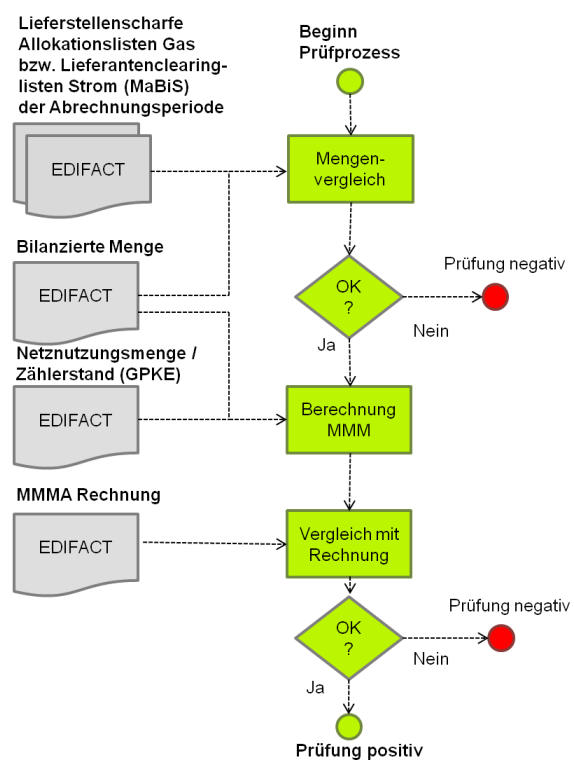 Lieferstellenscharfe
Allokationslisten Gas
bzw. Lieferantenclearing-
listen Strom (MaBiS)
der Abrechnungsperiode
Beginn
Prüfprozess
EDIFACT
Mengen-
vergleich
Bilanzierte Menge
EDIFACT
OK
?
Prüfung negativ
Nein
Ja
Netznutzungsmenge /
Zählerstand (GPKE)
EDIFACT
Berechnung
MMM
MMMA Rechnung
EDIFACT
Vergleich mit
Rechnung
OK
?
Prüfung negativ
Nein
Ja
Prüfung positiv